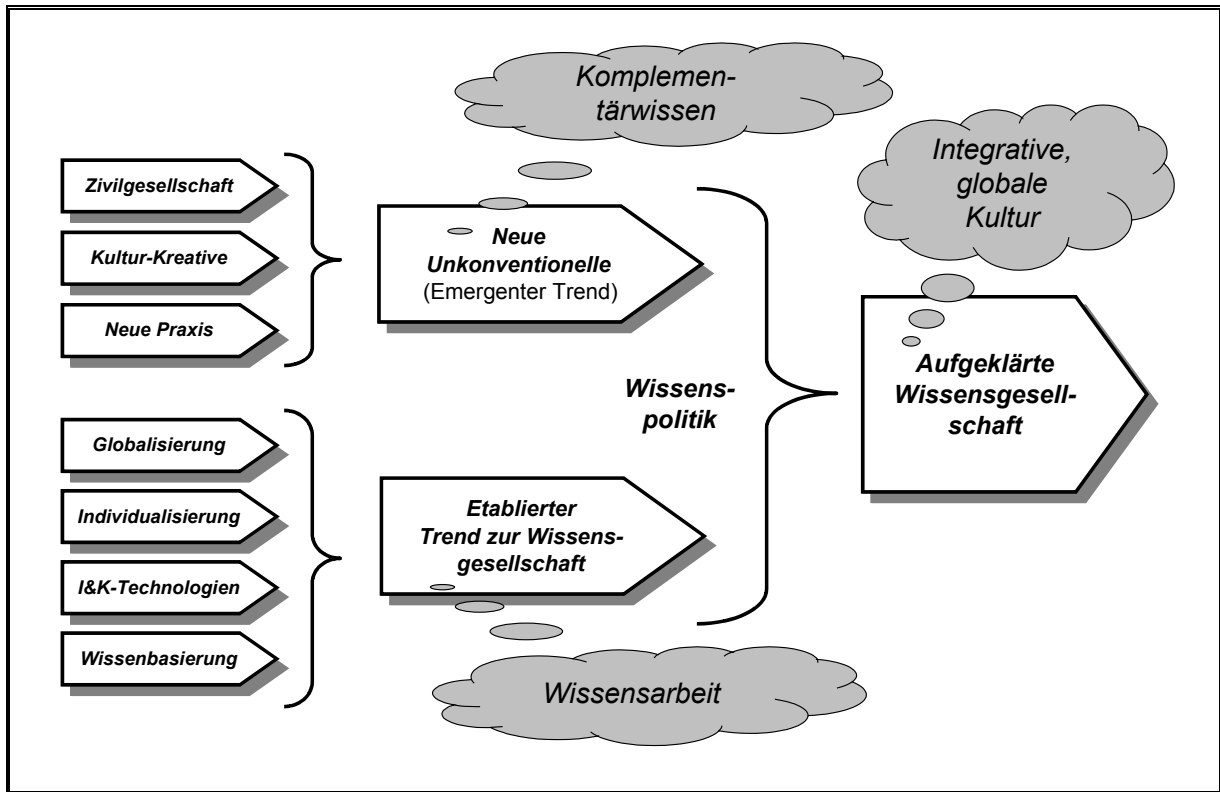 Komplemen-
tärwissen
Integrative,
globale
Kultur
Zivilgesellschaft
Kultur-Kreative
Neue Praxis
Neue
Unkonventionelle
(Emergenter Trend)
Wissens-
politik
Aufgeklärte
Wissensgesell-
schaft
Globalisierung
Individualisierung
I&K-Technologien
Wissenbasierung
Etablierter
Trend zur Wissens-
gesellschaft
Wissensarbeit